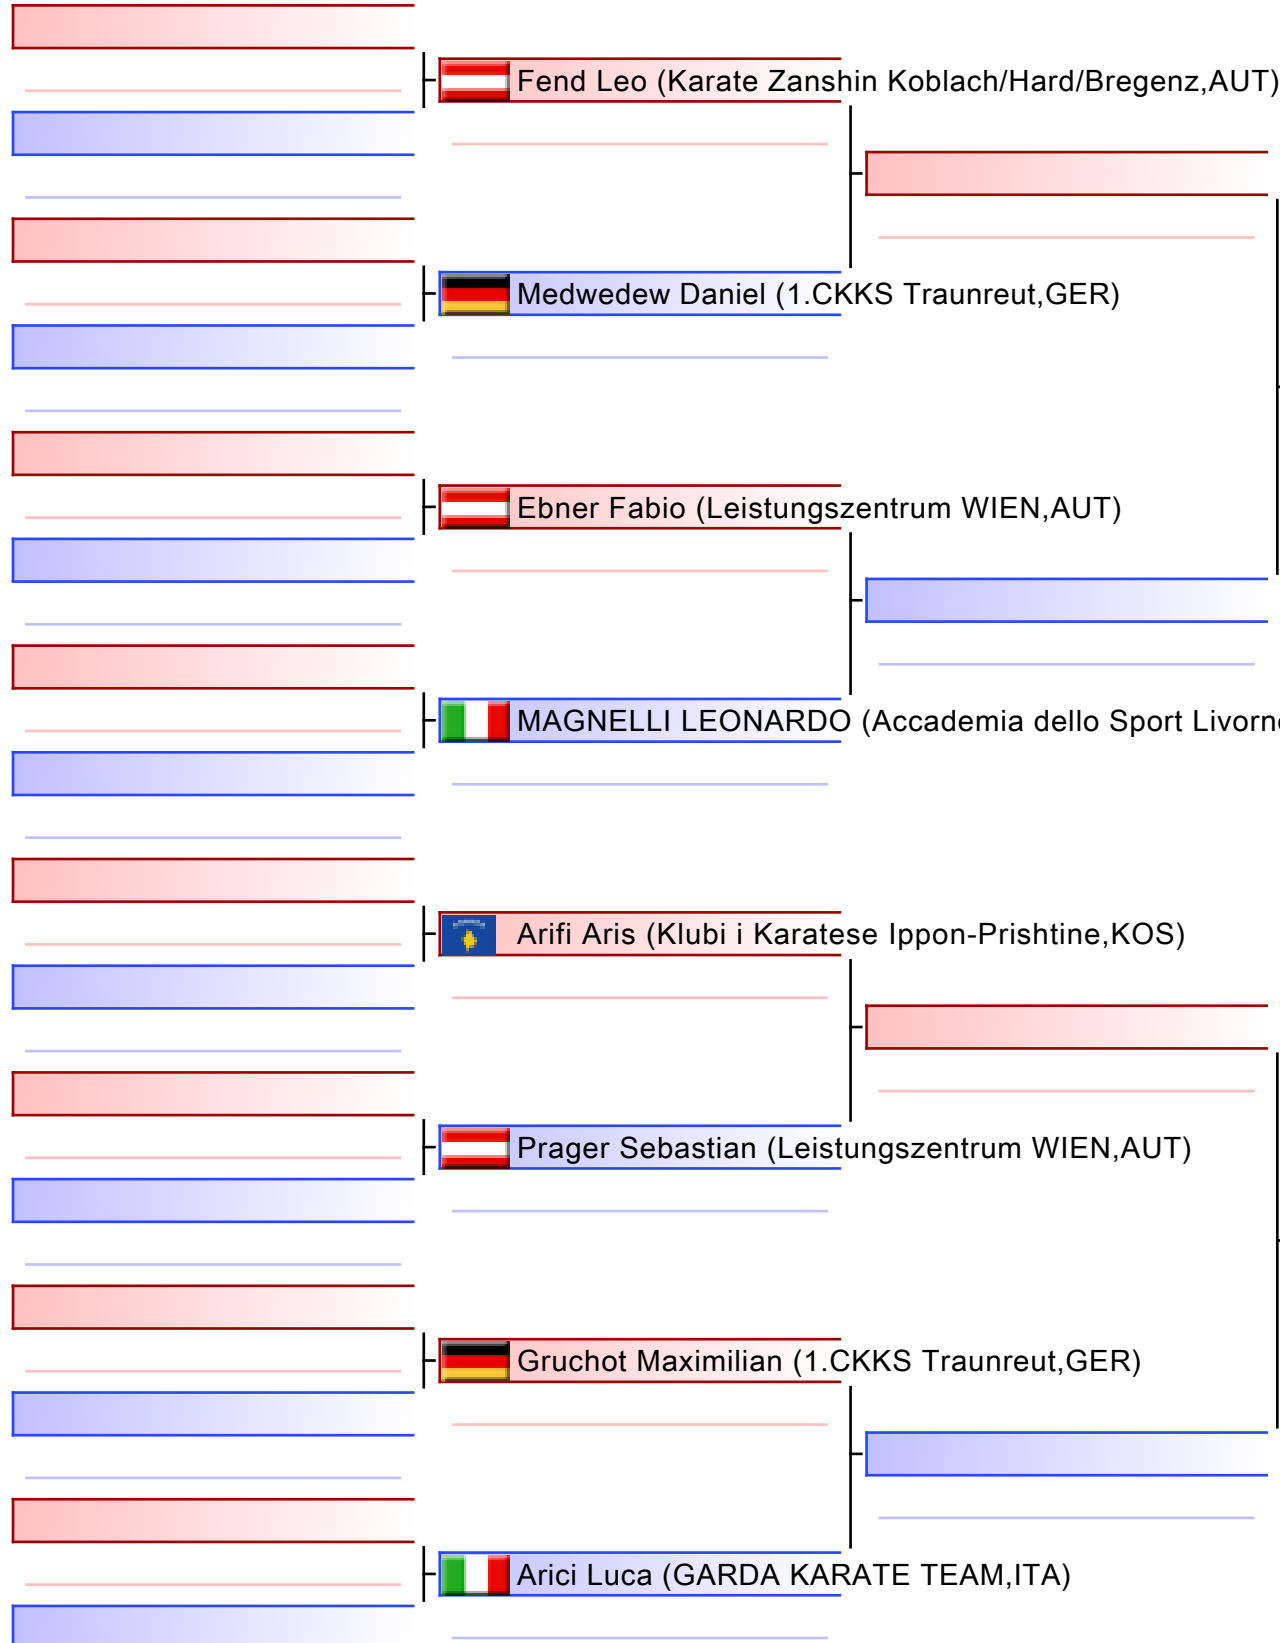 Fend Leo (Karate Zanshin Koblach/Hard/Bregenz,AUT)
Medwedew Daniel (1.CKKS Traunreut,GER)
Ebner Fabio (Leistungszentrum WIEN,AUT)
MAGNELLI LEONARDO (Accademia dello Sport Livorno
Arifi Aris (Klubi i Karatese Ippon-Prishtine,KOS)
Prager Sebastian (Leistungszentrum WIEN,AUT)
Gruchot Maximilian (1.CKKS Traunreut,GER)
Arici Luca (GARDA KARATE TEAM,ITA)